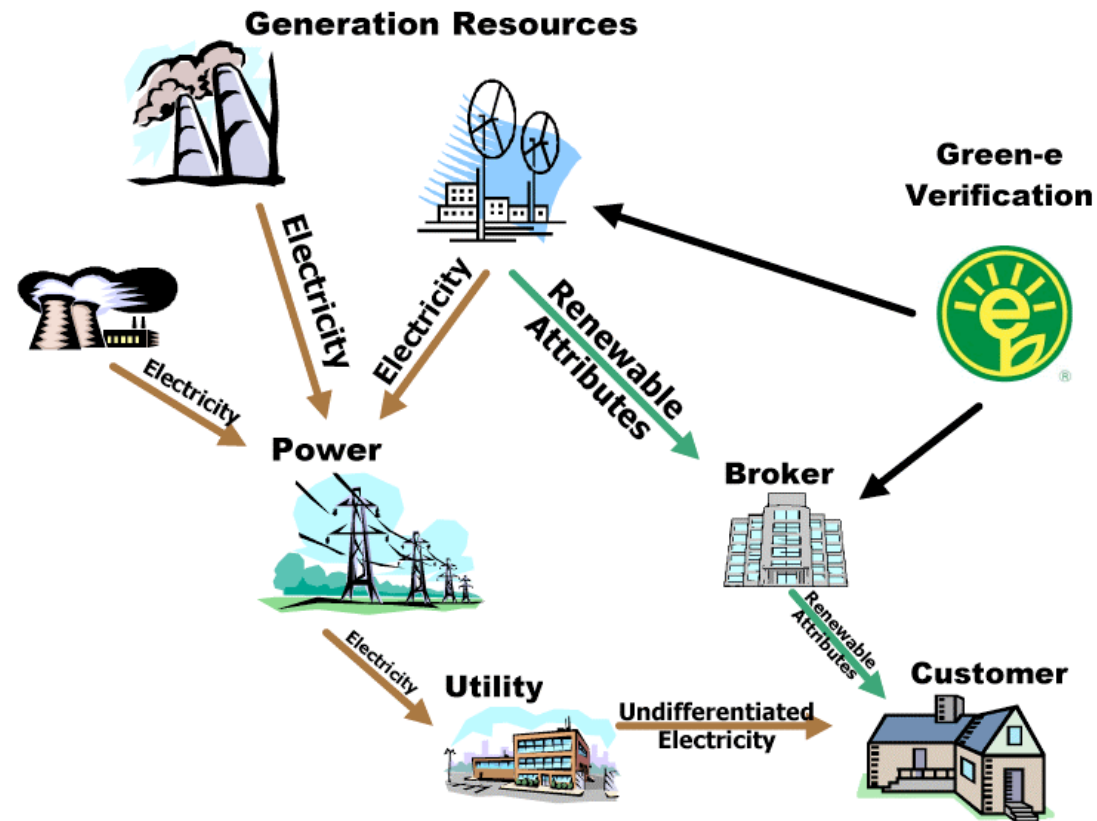 Generation Resources
Green-e
Verification
Electricity
Electricity
Renewable
Attributes
Electricity
e
®
Power
Broker
Electricity
Renewable
Attributes
Utility
Customer
Undifferentiated
Electricity